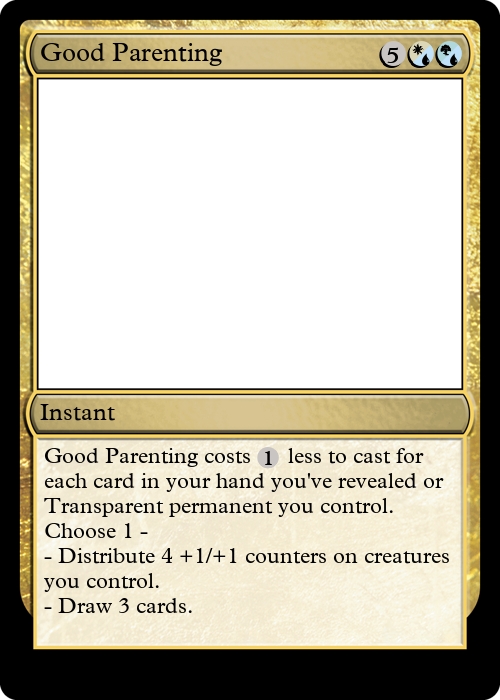 Good Parenting 5
Instant
Good Parenting costs 1 less to cast for
each card in your hand you've revealed or
Transparent permanent you control.
Choose 1 -
- Distribute 4 +1/+1 counters on creatures
you control.
- Draw 3 cards.